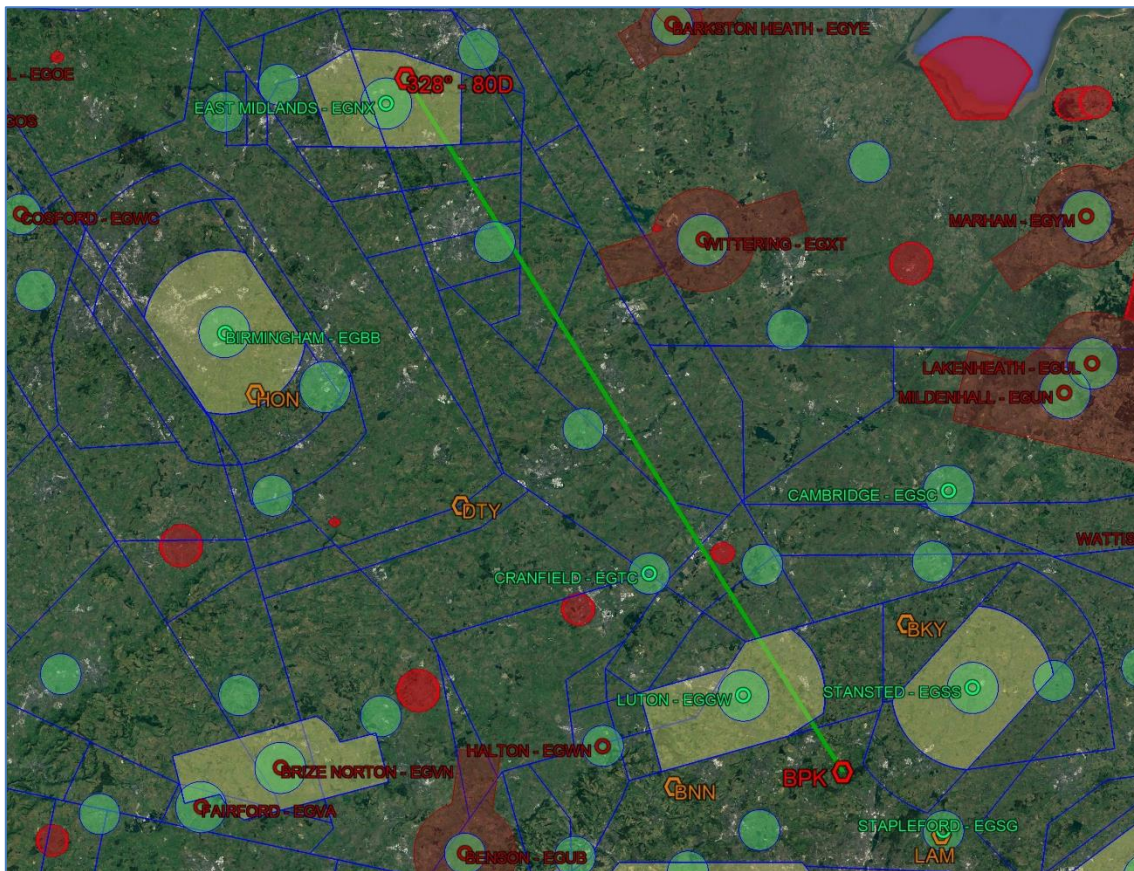 BARKSTON HEATH - EGYE
L - EGOE
328° - 80D
EAST MIDLANDS - EGNX
EGOS
COSFORD - EGWC
MARHAM - EGYM
WITTERING - EGXT
BIRMINGHAM - EGBB
LAKENHEATH - EGUL
HON
MILDENHALL - EGUN
CAMBRIDGE - EGSC
DTY
WATTIS
CRANFIELD - EGTC
BKY
LUTON - EGGW
STANSTED - EGSS
HALTON - EGWN
BRIZE NORTON - EGVN
BPK
BNN
FAIRFORD - EGVA
STAPLEFORD - EGSG
BENSON - EGUB
LAM